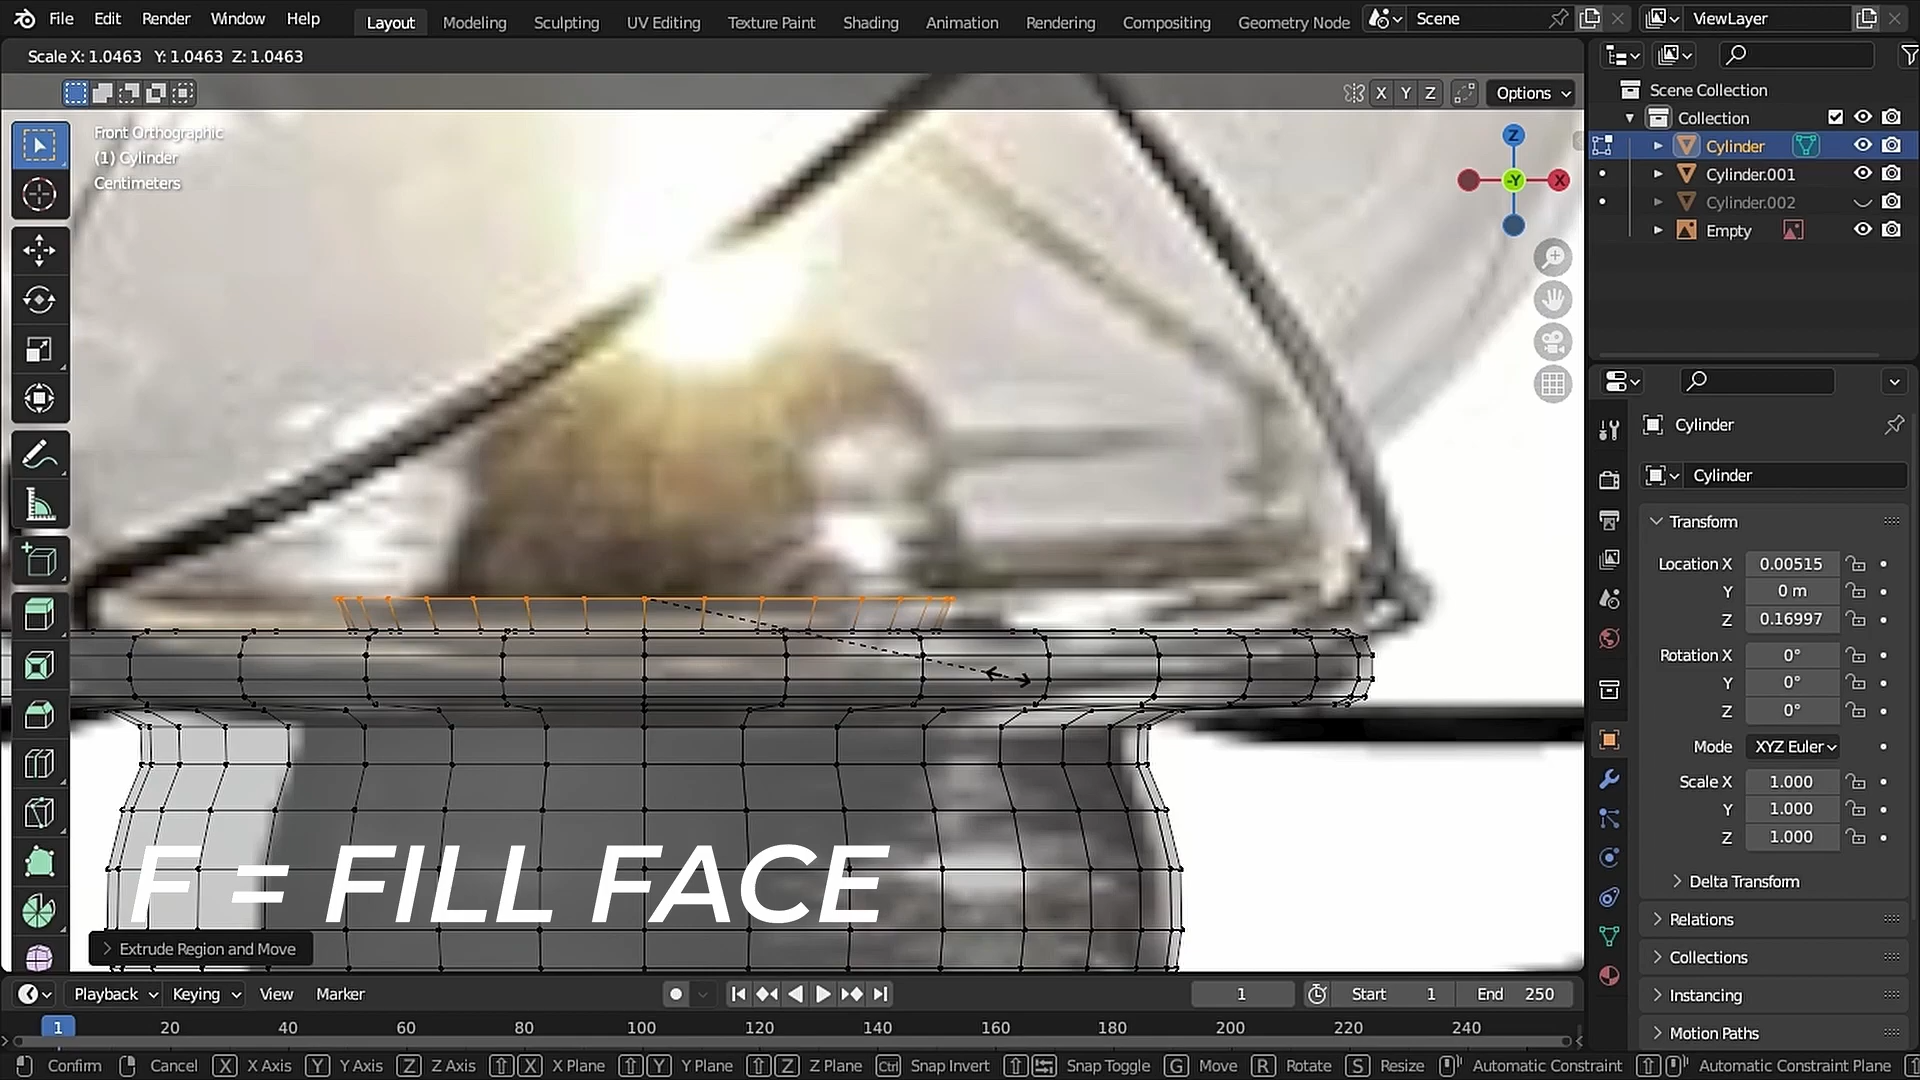 File Edit Render Window Help Layout Modeling Sculpting UV Editing Texture Paint Shading Animation Rendering Compositing Geometry Node Scene ViewLayer
Scale X: 1.0463 Y: 1.0463 Z: 1.0463
X Y Z Options
Front Orthographic
(1) Cylinder
Centimeters
Z
-Y
X
Scene Collection
Collection
Cylinder
Cylinder.001
Cylinder.002
Empty
Cylinder
Cylinder
Transform
Location X 0.00515
Y 0 m
Z 0.16997
Rotation X 0°
Y 0°
Z 0°
Mode XYZ Euler
Scale X 1.000
Y 1.000
Z 1.000
Delta Transform
Relations
Collections
Instancing
Motion Paths
F = FILL FACE
Extrude Region and Move
Playback Keying View Marker 1 Start 1 End 250
1 20 40 60 80 100 120 140 160 180 200 220 240
Confirm Cancel X X Axis Y Y Axis Z Z Axis X X Plane Y Y Plane Z Z Plane Ctrl Snap Invert Snap Toggle G Move R Rotate S Resize Automatic Constraint Automatic Constraint Plane